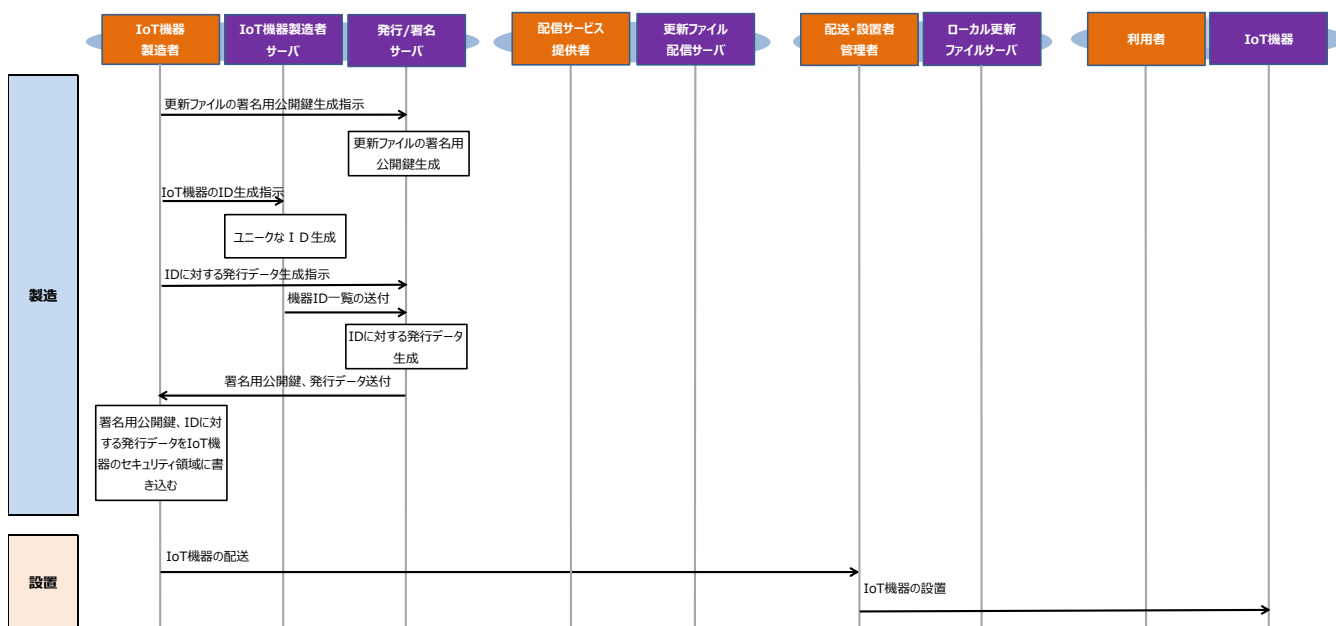 IoT機器
製造者
IoT機器製造者
サーバ
発行/署名
サーバ
配信サービス
提供者
更新ファイル
配信サーバ
配送・設置者
管理者
ローカル更新
ファイルサーバ
利用者
IoT機器
製造
更新ファイルの署名用公開鍵生成指示
更新ファイルの署名用
公開鍵生成
IoT機器のID生成指示
ユニークなＩＤ生成
IDに対する発行データ生成指示
機器ID一覧の送付
IDに対する発行データ
生成
署名用公開鍵、発行データ送付
署名用公開鍵、IDに対
する発行データをIoT機
器のセキュリティ領域に書
き込む
設置
IoT機器の配送
IoT機器の設置